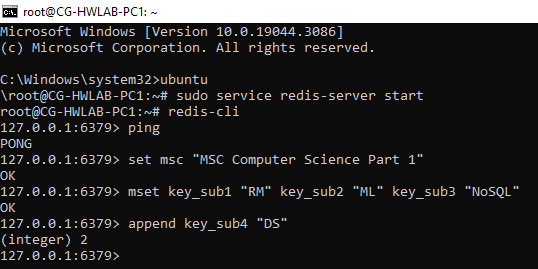 root@CG-HWLAB-PC1: ~
Microsoft Windows [Version 10.0.19044.3086]
(c) Microsoft Corporation. All rights reserved.
C:\Windows\system32>ubuntu
\root@CG-HWLAB-PC1:~# sudo service redis-server start
root@CG-HWLAB-PC1:~# redis-cli
127.0.0.1:6379> ping
PONG
127.0.0.1:6379> set msc "MSC Computer Science Part 1"
OK
127.0.0.1:6379> mset key_sub1 "RM" key_sub2 "ML" key_sub3 "NoSQL"
OK
127.0.0.1:6379> append key_sub4 "DS"
(integer) 2
127.0.0.1:6379>